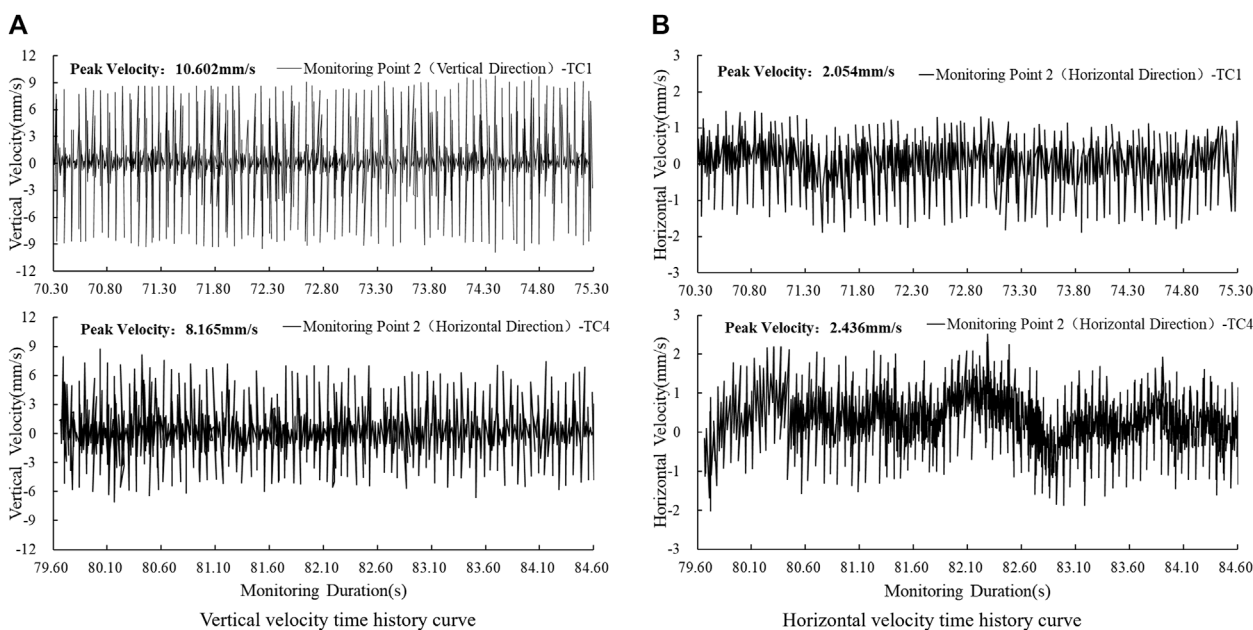 A
12
9
6
3
0
-3
-6
-9
-12
Vertical Velocity(mm/s)
Peak Velocity：10.602mm/s
Monitoring Point 2（Vertical Direction）-TC1
70.30 70.80 71.30 71.80 72.30 72.80 73.30 73.80 74.30 74.80 75.30
12
9
6
3
0
-3
-6
-9
-12
Vertical Velocity(mm/s)
Peak Velocity：8.165mm/s
Monitoring Point 2（Horizontal Direction）-TC4
79.60 80.10 80.60 81.10 81.60 82.10 82.60 83.10 83.60 84.10 84.60
Monitoring Duration(s)
Vertical velocity time history curve
B
3
2
1
0
-1
-2
-3
Horizontal Velocity(mm/s)
Peak Velocity：2.054mm/s
Monitoring Point 2（Horizontal Direction）-TC1
70.30 70.80 71.30 71.80 72.30 72.80 73.30 73.80 74.30 74.80 75.30
3
2
1
0
-1
-2
-3
Horizontal Velocity(mm/s)
Peak Velocity：2.436mm/s
Monitoring Point 2（Horizontal Direction）-TC4
79.60 80.10 80.60 81.10 81.60 82.10 82.60 83.10 83.60 84.10 84.60
Monitoring Duration(s)
Horizontal velocity time history curve